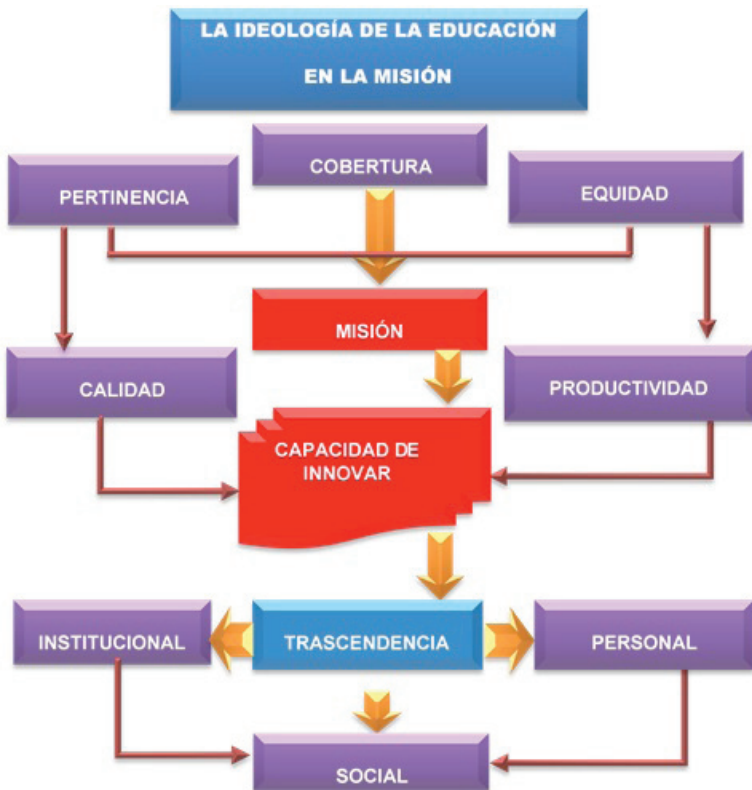 LA IDEOLOGÍA DE LA EDUCACIÓN
EN LA MISIÓN
COBERTURA
PERTINENCIA
EQUIDAD
MISIÓN
CALIDAD
PRODUCTIVIDAD
CAPACIDAD DE
INNOVAR
INSTITUCIONAL
TRASCENDENCIA
PERSONAL
SOCIAL